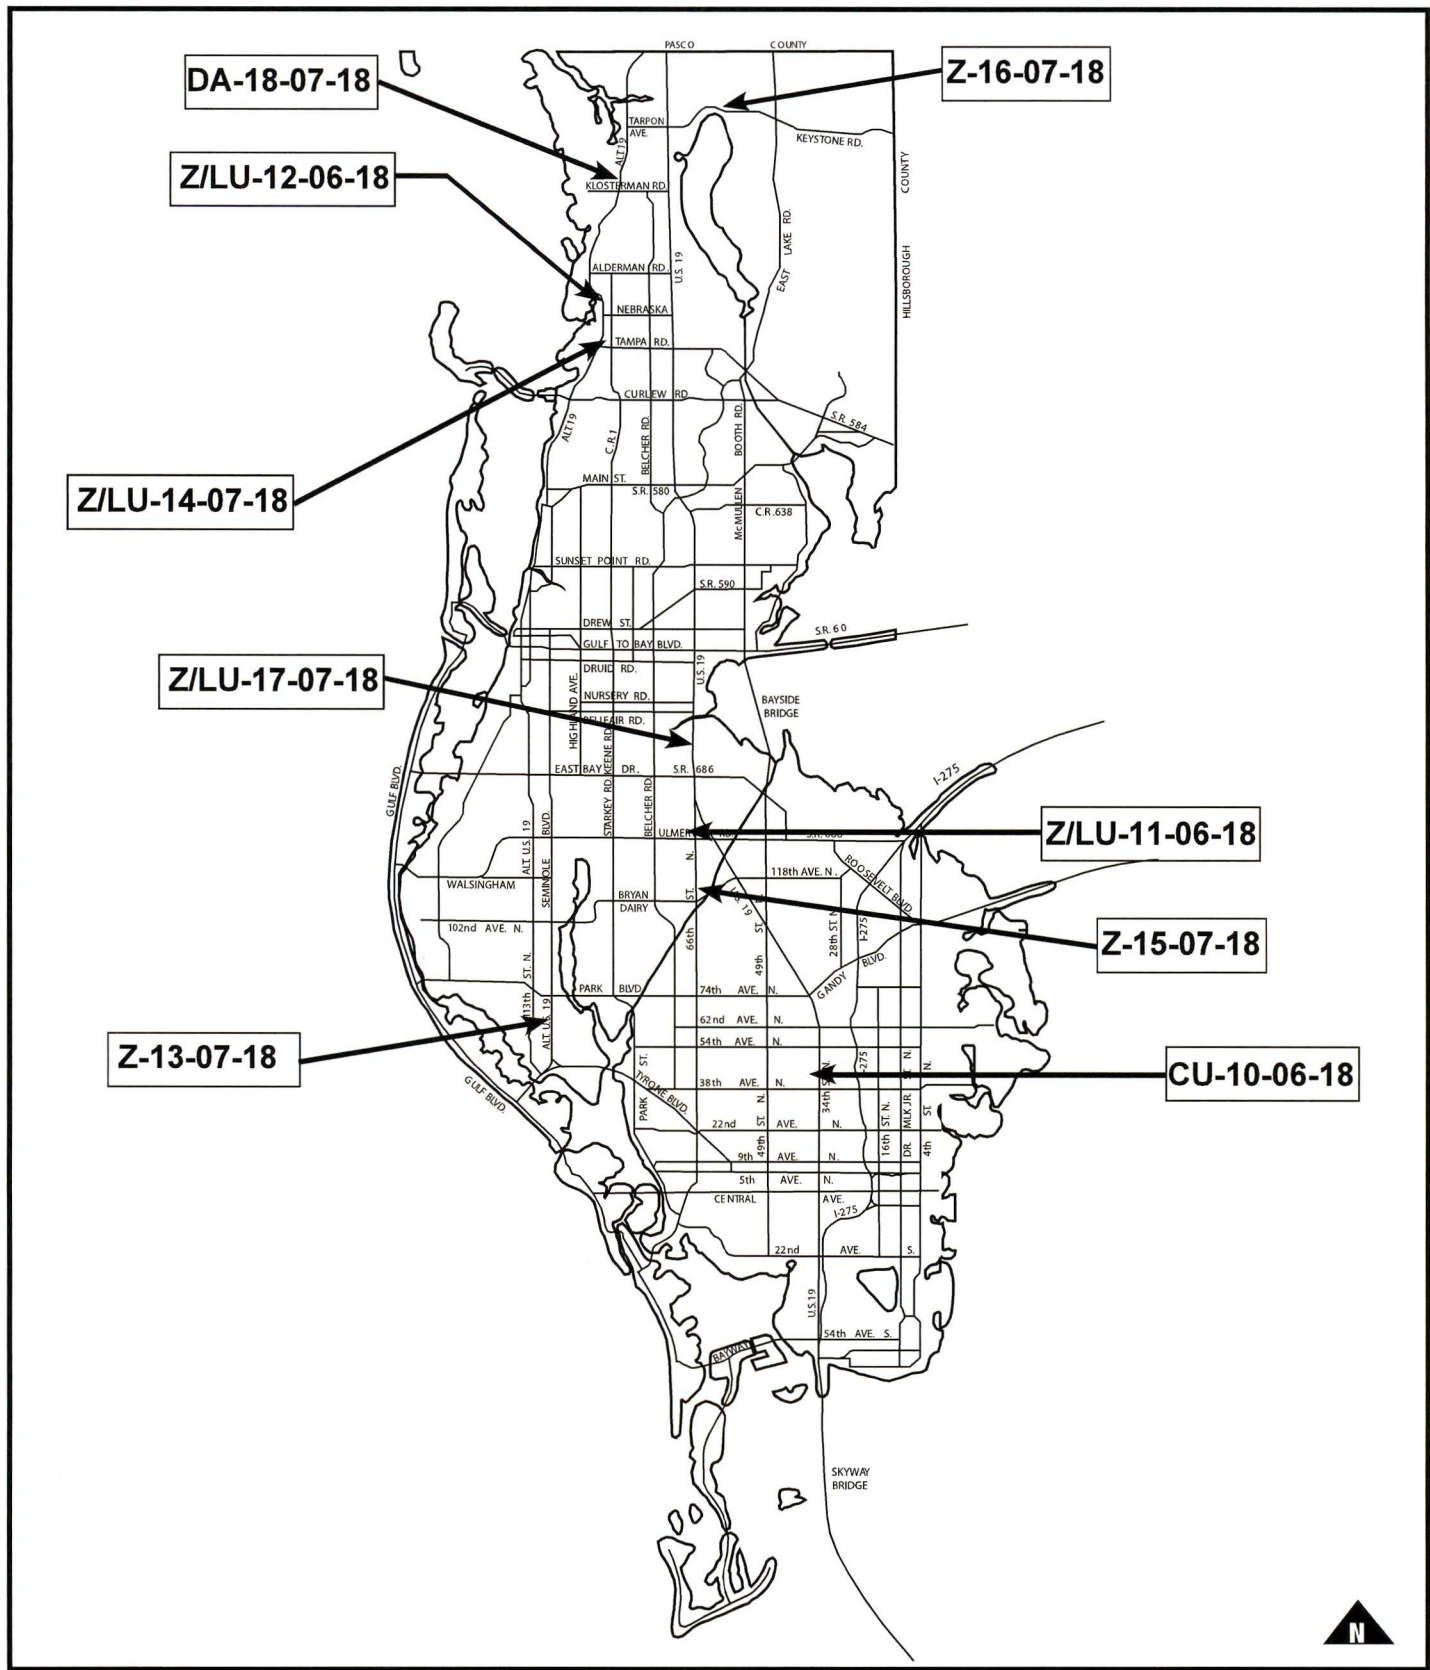 PASCO COUNTY
DA-18-07-18
Z-16-07-18
TARPON
AVE.
KEYSTONE RD.
ALT 19
COUNTY
Z/LU-12-06-18
KLOSTERMAN RD.
LAKE RD.
EAST
U.S. 19
HILLSBOROUGH
ALDERMAN RD.
NEBRASKA
TAMPA RD.
CURLEW RD
ALT 19
C.R.1
BELCHER RD.
BOOTH RD.
S.R. 584
Z/LU-14-07-18
MAIN ST.
S.R. 580
McMULLEN
C.R.638
SUNSET POINT RD.
S.R. 590
DREW ST.
S.R. 60
GULF TO BAY BLVD.
Z/LU-17-07-18
DRUID RD.
U.S. 19
HIGHLAND AVE.
NURSERY RD.
BAYSIDE
BRIDGE
BELLEAIR RD.
KEENE RD.
GULF BLVD.
EAST BAY DR. S.R. 686
I-275
STARKEY RD.
BELCHER RD.
ALT U.S. 19
SEMINOLE BLVD.
ULMER
Z/LU-11-06-18
N.
ROOSEVELT BLVD.
118th AVE. N.
WALSINGHAM
BRYAN
DAIRY
ST.
U.S. 19
102nd AVE. N.
66th
ST.
49th
28th ST. N.
I-275
Z-15-07-18
GANDY BLVD.
113th ST. N.
PARK BLVD.
74th AVE. N.
ALT U.S. 19
62nd AVE. N.
Z-13-07-18
54th AVE. N.
CU-10-06-18
GULF BLVD.
PARK ST.
TYRONE BLVD.
38th AVE. N.
34th N.
I-275
22nd AVE. N.
49th ST. N.
16th ST. N.
DR. MLK JR. ST. N.
4th ST. N.
9th AVE. N.
5th AVE. N.
CENTRAL AVE.
I-275
22nd AVE. S.
U.S.19
54th AVE. S.
BAYWAY
SKYWAY
BRIDGE
N